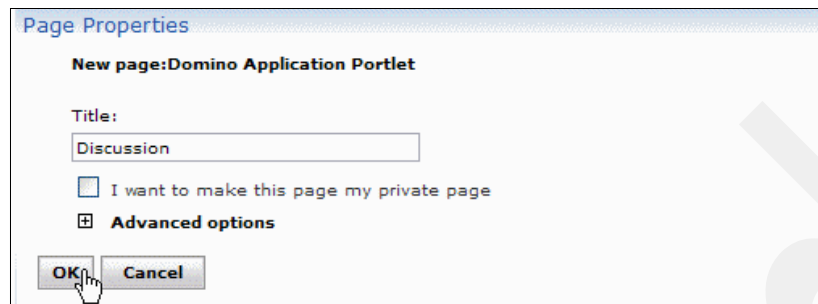 Page Properties
New page:Domino Application Portlet
Title:
Discussion
I want to make this page my private page
Advanced options
OK Cancel